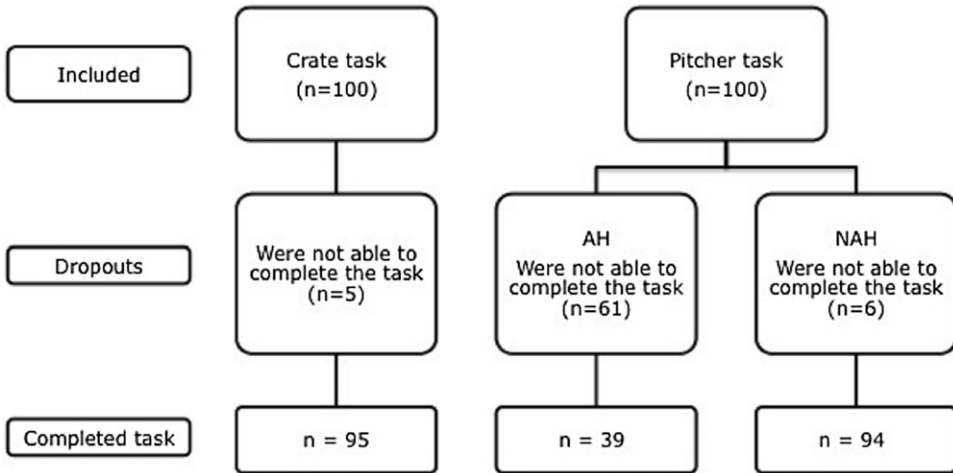 Included
Crate task
(n=100)
Pitcher task
(n=100)
Dropouts
Were not able to
complete the task
(n=5)
AH
Were not able to
complete the task
(n=61)
NAH
Were not able to
complete the task
(n=6)
Completed task
n = 95
n = 39
n = 94